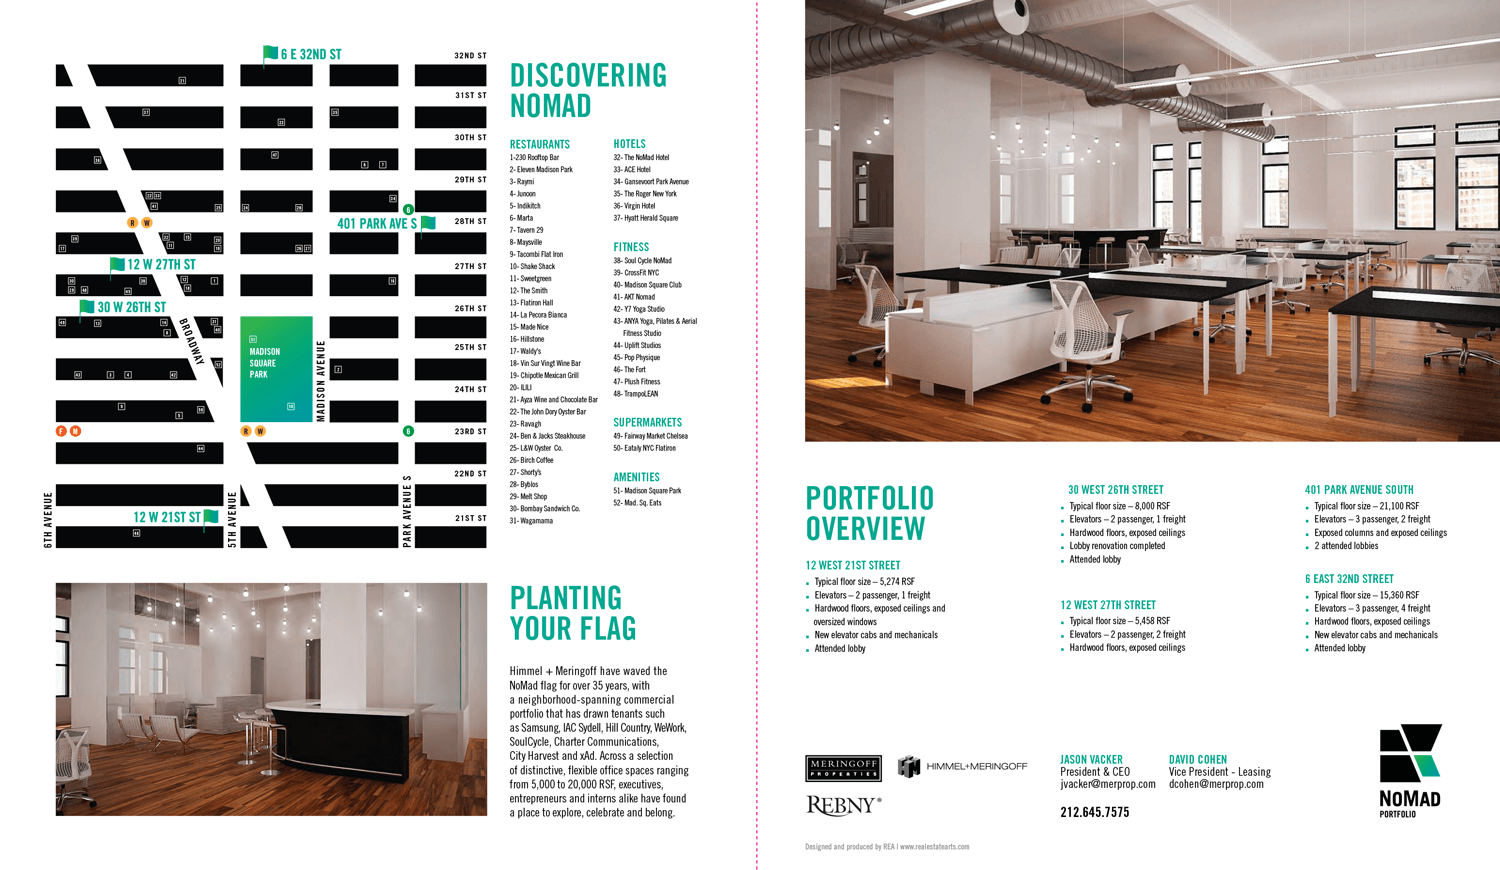 6 E 32ND ST
32ND ST
31ST ST
30TH ST
29TH ST
401 PARK AVE S
28TH ST
R W
6
12 W 27TH ST
27TH ST
30 W 26TH ST
26TH ST
BROADWAY
MADISON
SQUARE
PARK
MADISON AVENUE
25TH ST
24TH ST
F M
R W
6
23RD ST
22ND ST
6TH AVENUE
12 W 21ST ST
5TH AVENUE
PARK AVENUE S
21ST ST
DISCOVERING
NOMAD
RESTAURANTS
1-230 Rooftop Bar
2- Eleven Madison Park
3- Raymi
4- Junoon
5- Indikitch
6- Marta
7- Tavern 29
8- Maysville
9- Tacombi Flat Iron
10- Shake Shack
11- Sweetgreen
12- The Smith
13- Flatiron Hall
14- La Pecora Bianca
15- Made Nice
16- Hillstone
17- Waldy's
18- Vin Sur Vingt Wine Bar
19- Chipotle Mexican Grill
20- ILILI
21- Ayza Wine and Chocolate Bar
22- The John Dory Oyster Bar
23- Ravagh
24- Ben & Jacks Steakhouse
25- L&W Oyster Co.
26- Birch Coffee
27- Shorty's
28- Byblos
29- Melt Shop
30- Bombay Sandwich Co.
31- Wagamama
HOTELS
32- The NoMad Hotel
33- ACE Hotel
34- Gansevoort Park Avenue
35- The Roger New York
36- Virgin Hotel
37- Hyatt Herald Square
FITNESS
38- Soul Cycle NoMad
39- CrossFit NYC
40- Madison Square Club
41- AKT Nomad
42- Y7 Yoga Studio
43- ANYA Yoga, Pilates & Aerial
Fitness Studio
44- Uplift Studios
45- Pop Physique
46- The Fort
47- Plush Fitness
48- TrampoLEAN
SUPERMARKETS
49- Fairway Market Chelsea
50- Eataly NYC Flatiron
AMENITIES
51- Madison Square Park
52- Mad. Sq. Eats
PLANTING
YOUR FLAG
Himmel + Meringoff have waved the
NoMad flag for over 35 years, with
a neighborhood-spanning commercial
portfolio that has drawn tenants such
as Samsung, IAC Sydell, Hill Country, WeWork,
SoulCycle, Charter Communications,
City Harvest and xAd. Across a selection
of distinctive, flexible office spaces ranging
from 5,000 to 20,000 RSF, executives,
entrepreneurs and interns alike have found
a place to explore, celebrate and belong.
PORTFOLIO
OVERVIEW
12 WEST 21ST STREET
Typical floor size – 5,274 RSF
Elevators – 2 passenger, 1 freight
Hardwood floors, exposed ceilings and
oversized windows
New elevator cabs and mechanicals
Attended lobby
30 WEST 26TH STREET
Typical floor size – 8,000 RSF
Elevators – 2 passenger, 1 freight
Hardwood floors, exposed ceilings
Lobby renovation completed
Attended lobby
12 WEST 27TH STREET
Typical floor size – 5,458 RSF
Elevators – 2 passenger, 2 freight
Hardwood floors, exposed ceilings
401 PARK AVENUE SOUTH
Typical floor size – 21,100 RSF
Elevators – 3 passenger, 2 freight
Exposed columns and exposed ceilings
2 attended lobbies
6 EAST 32ND STREET
Typical floor size – 15,360 RSF
Elevators – 3 passenger, 4 freight
Hardwood floors, exposed ceilings
New elevator cabs and mechanicals
Attended lobby
MERINGOFF
PROPERTIES
HIMMEL+MERINGOFF
REBNY®
JASON VACKER
President & CEO
jvacker@merprop.com
DAVID COHEN
Vice President - Leasing
dcohen@merprop.com
212.645.7575
NOMAD
PORTFOLIO
Designed and produced by REA | www.realestatearts.com